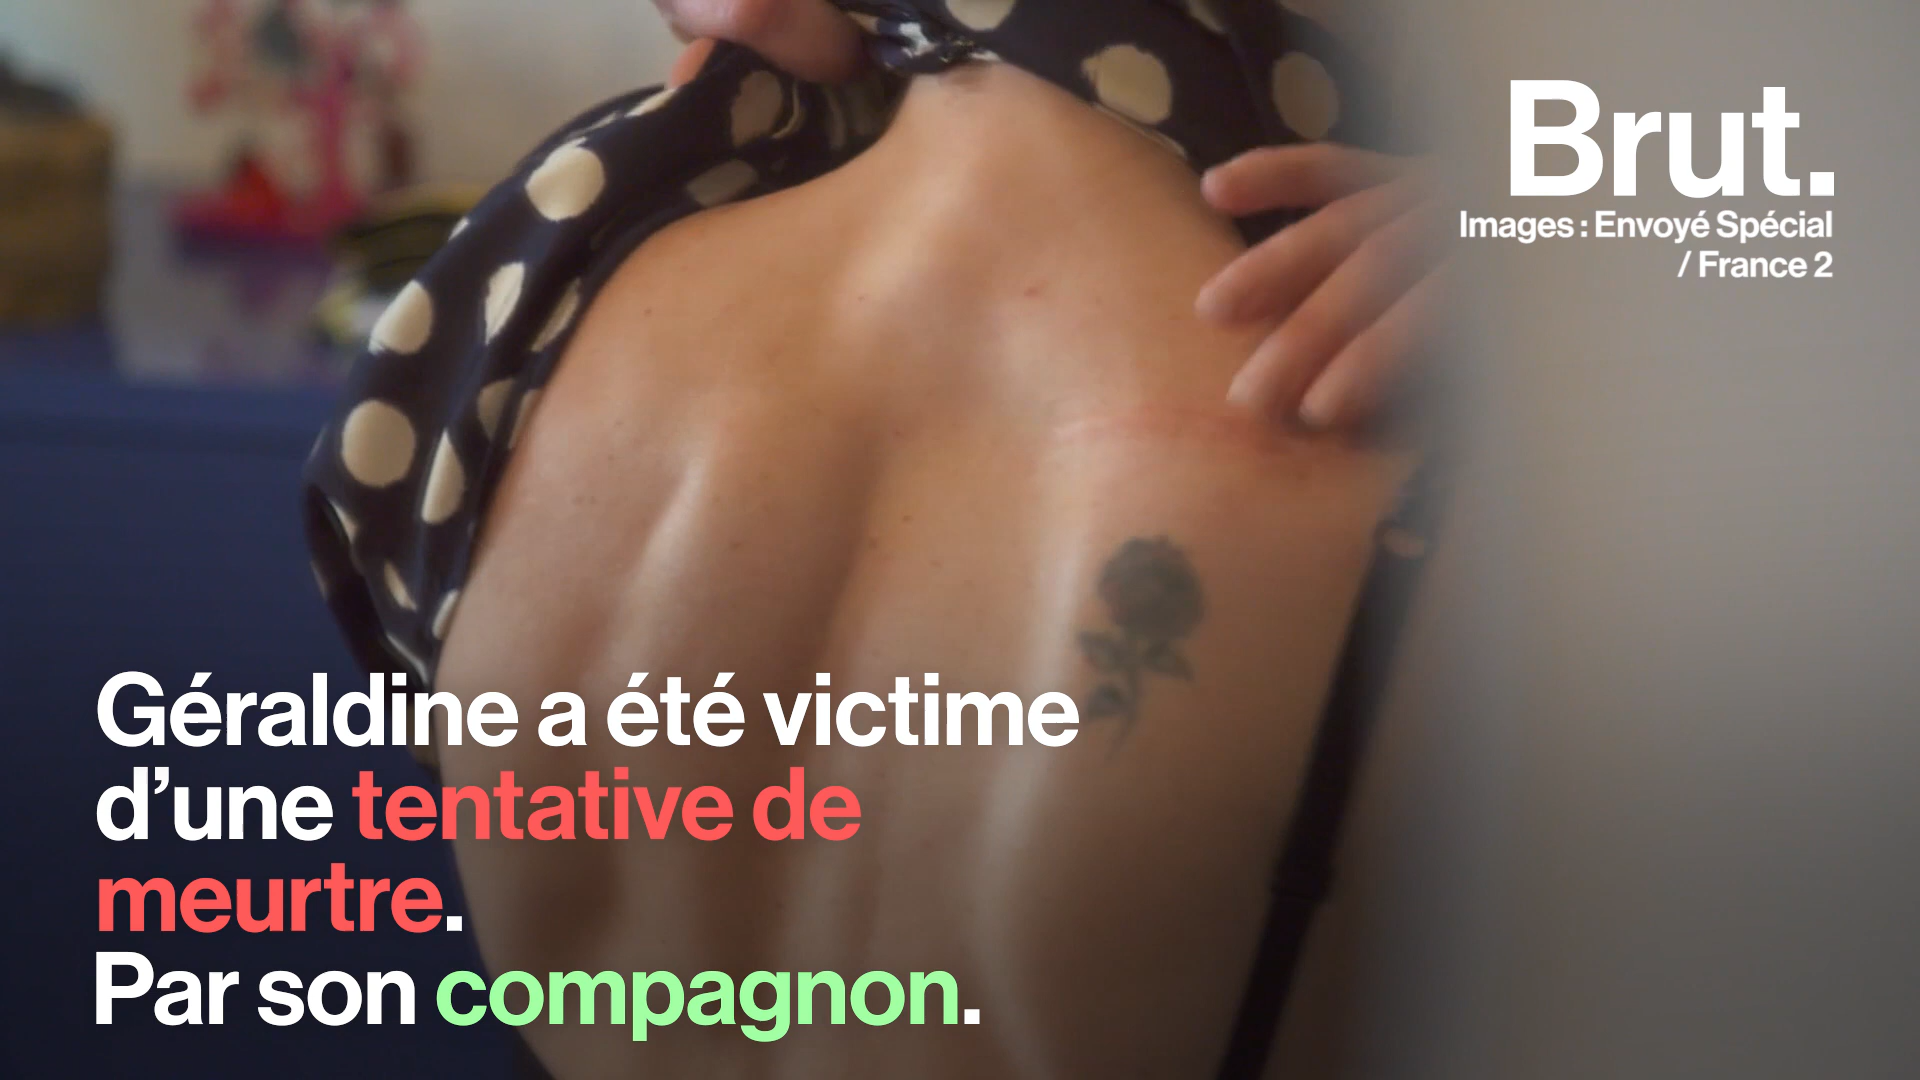 Brut.
Images : Envoyé Spécial
/ France 2
Géraldine a été victime
d’une tentative de
meurtre.
Par son compagnon.